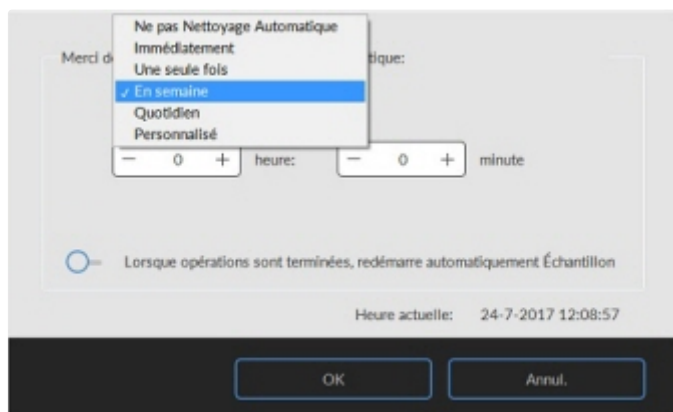 Ne pas Nettoyage Automatique
Immédiatement
Merci d tique:
Une seule fois
✓ En semaine
Quotidien
Personnalisé
— 0 + heure: — 0 + minute
Lorsque opérations sont terminées, redémarre automatiquement Échantillon
Heure actuelle: 24-7-2017 12:08:57
OK Annul.